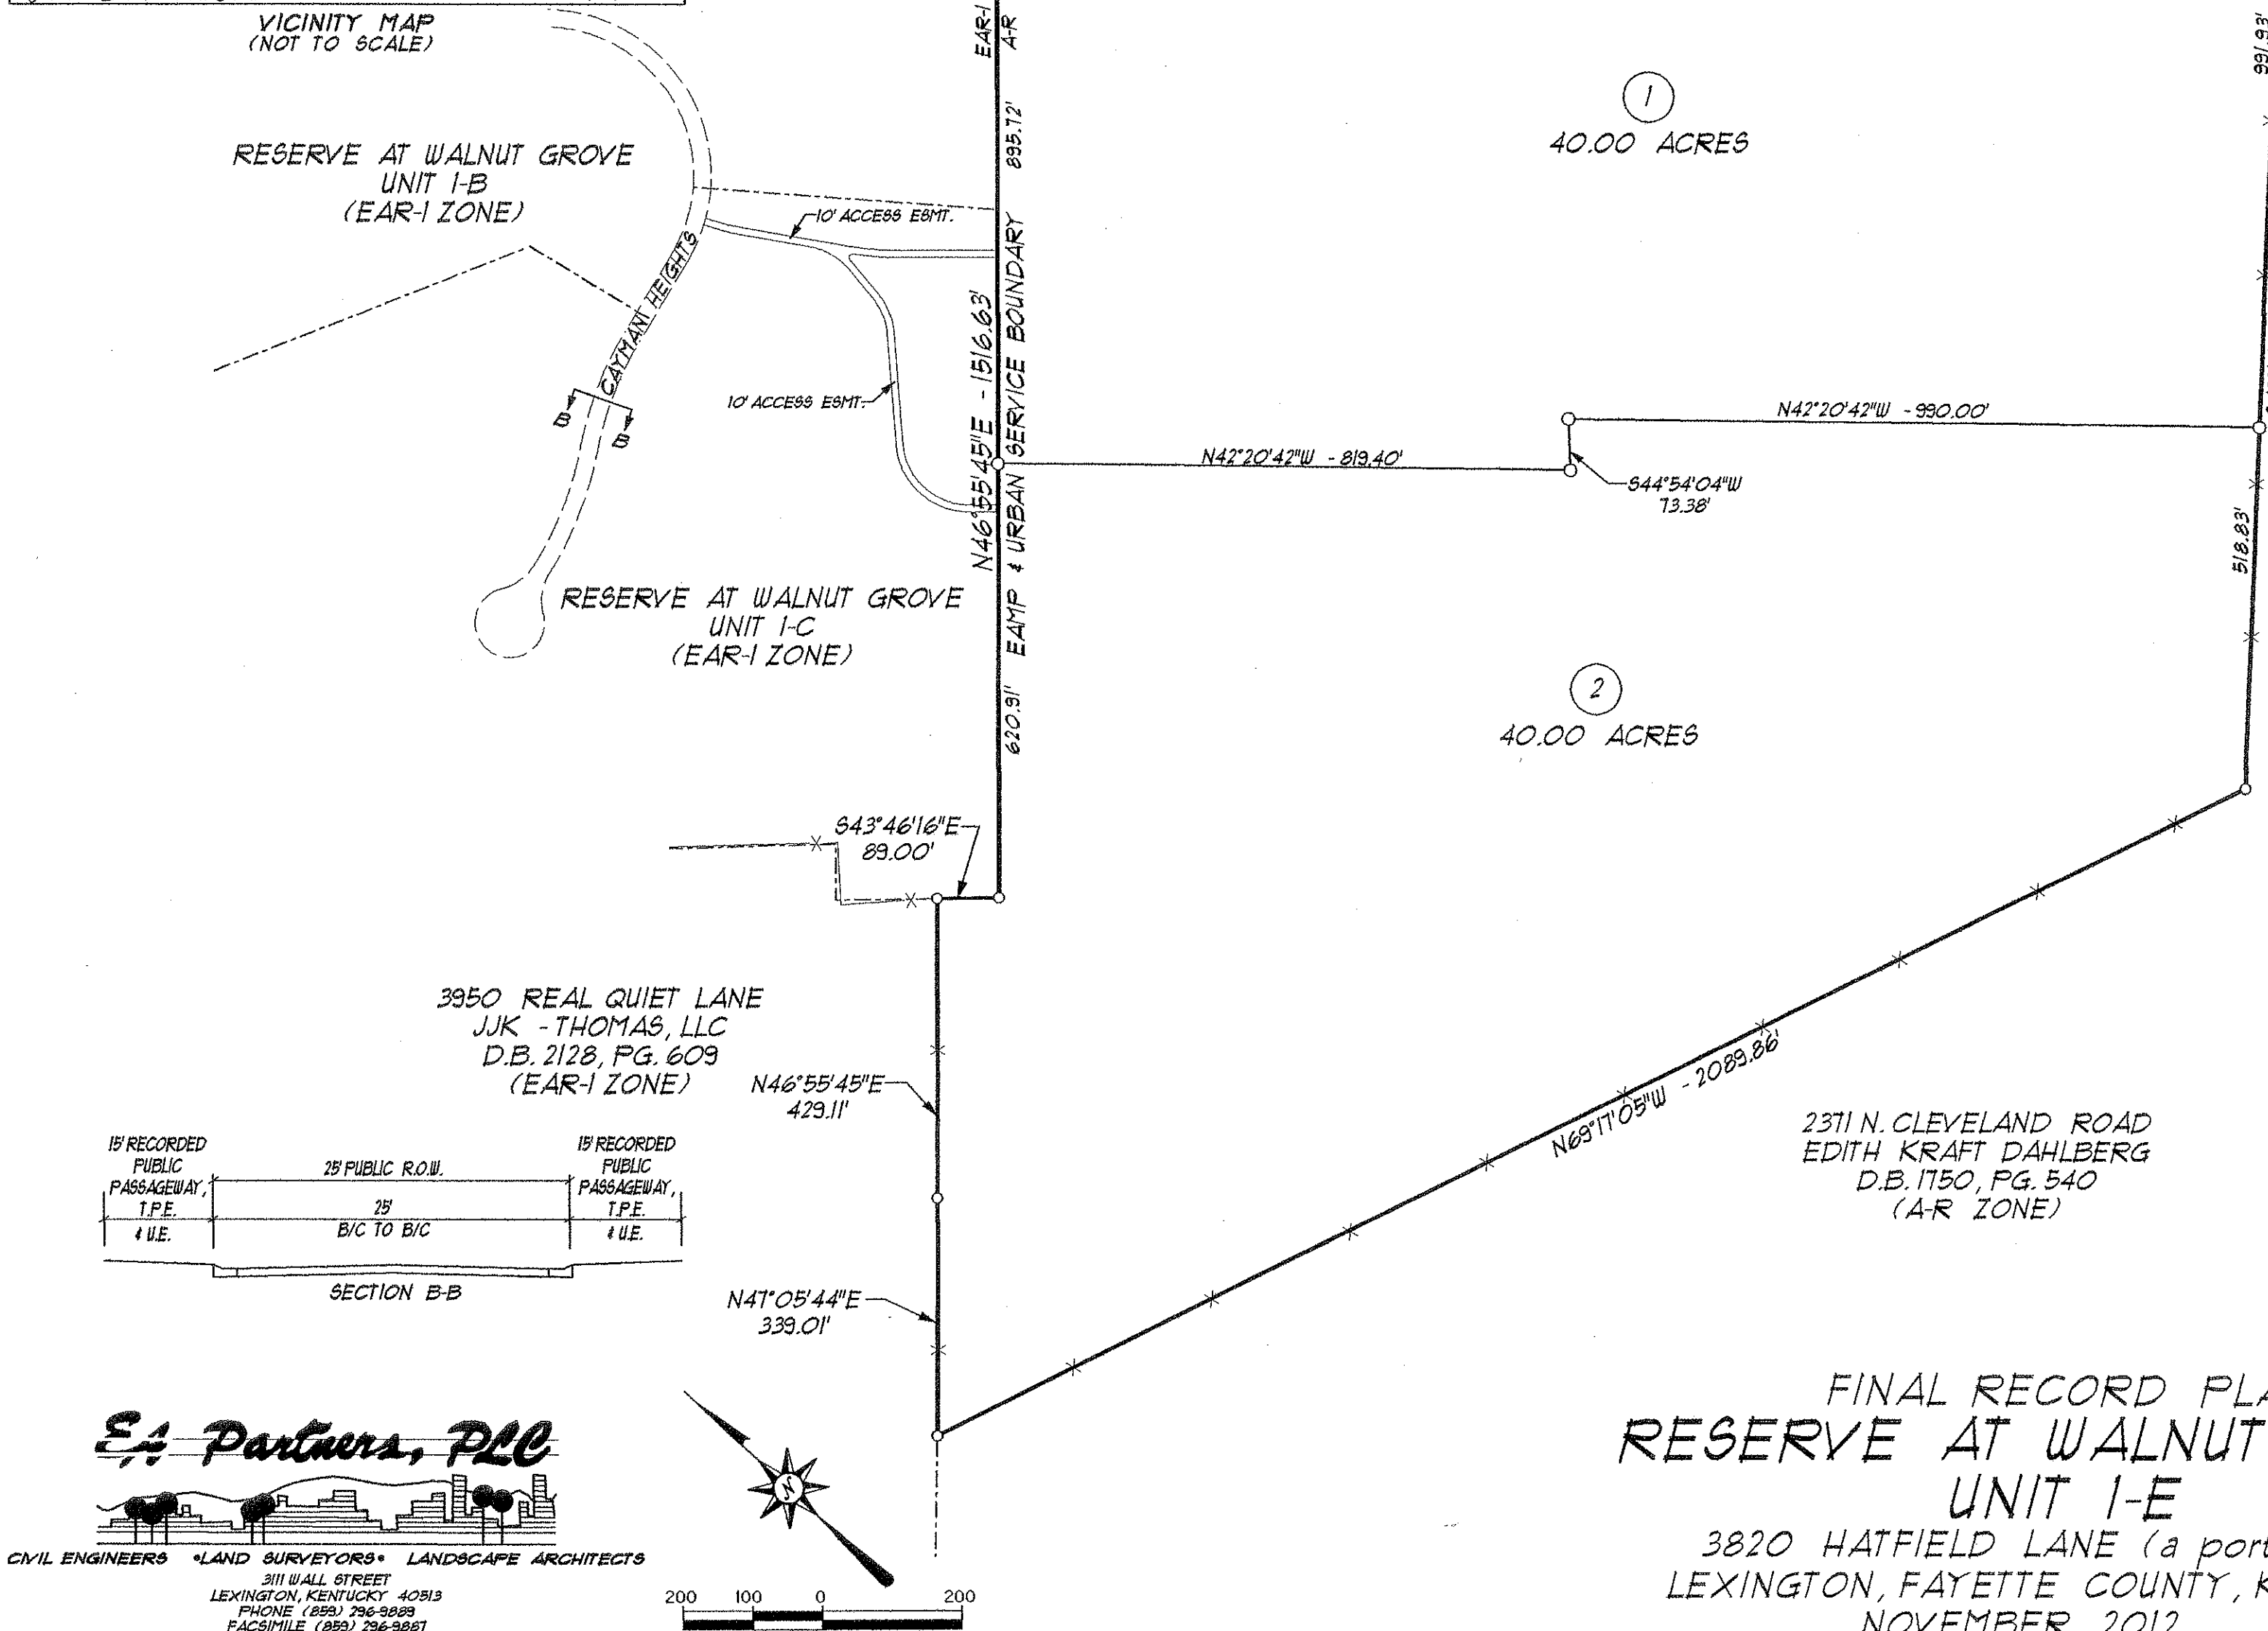 VICINITY MAP
(NOT TO SCALE)
EAR-1
A-R
895.72'
991.93'
1
40.00 ACRES
RESERVE AT WALNUT GROVE
UNIT 1-B
(EAR-1 ZONE)
10' ACCESS ESMT.
CAYMAN HEIGHTS
B
B
10' ACCESS ESMT.
N46°55'45"E - 1516.63'
EAMP & URBAN SERVICE BOUNDARY
N42°20'42"W - 990.00'
N42°20'42"W - 819.40'
S44°54'04"W
73.38'
518.83'
RESERVE AT WALNUT GROVE
UNIT 1-C
(EAR-1 ZONE)
620.91'
2
40.00 ACRES
S43°46'16"E
89.00'
3950 REAL QUIET LANE
JJK - THOMAS, LLC
D.B. 2128, PG. 609
(EAR-1 ZONE)
N46°55'45"E
429.11'
N69°17'05"W - 2089.86'
2371 N. CLEVELAND ROAD
EDITH KRAFT DAHLBERG
D.B. 1750, PG. 540
(A-R ZONE)
15' RECORDED
PUBLIC
PASSAGEWAY,
T.P.E.
& U.E.
25' PUBLIC R.O.W.
25'
B/C TO B/C
15' RECORDED
PUBLIC
PASSAGEWAY,
T.P.E.
& U.E.
SECTION B-B
N47°05'44"E
339.01'
EA Partners, PLC
CIVIL ENGINEERS •LAND SURVEYORS• LANDSCAPE ARCHITECTS
3111 WALL STREET
LEXINGTON, KENTUCKY 40513
PHONE (859) 296-9889
FACSIMILE (859) 296-9887
N
200 100 0 200
FINAL RECORD PLA
RESERVE AT WALNUT
UNIT 1-E
3820 HATFIELD LANE (a port
LEXINGTON, FAYETTE COUNTY, K
NOVEMBER 2012